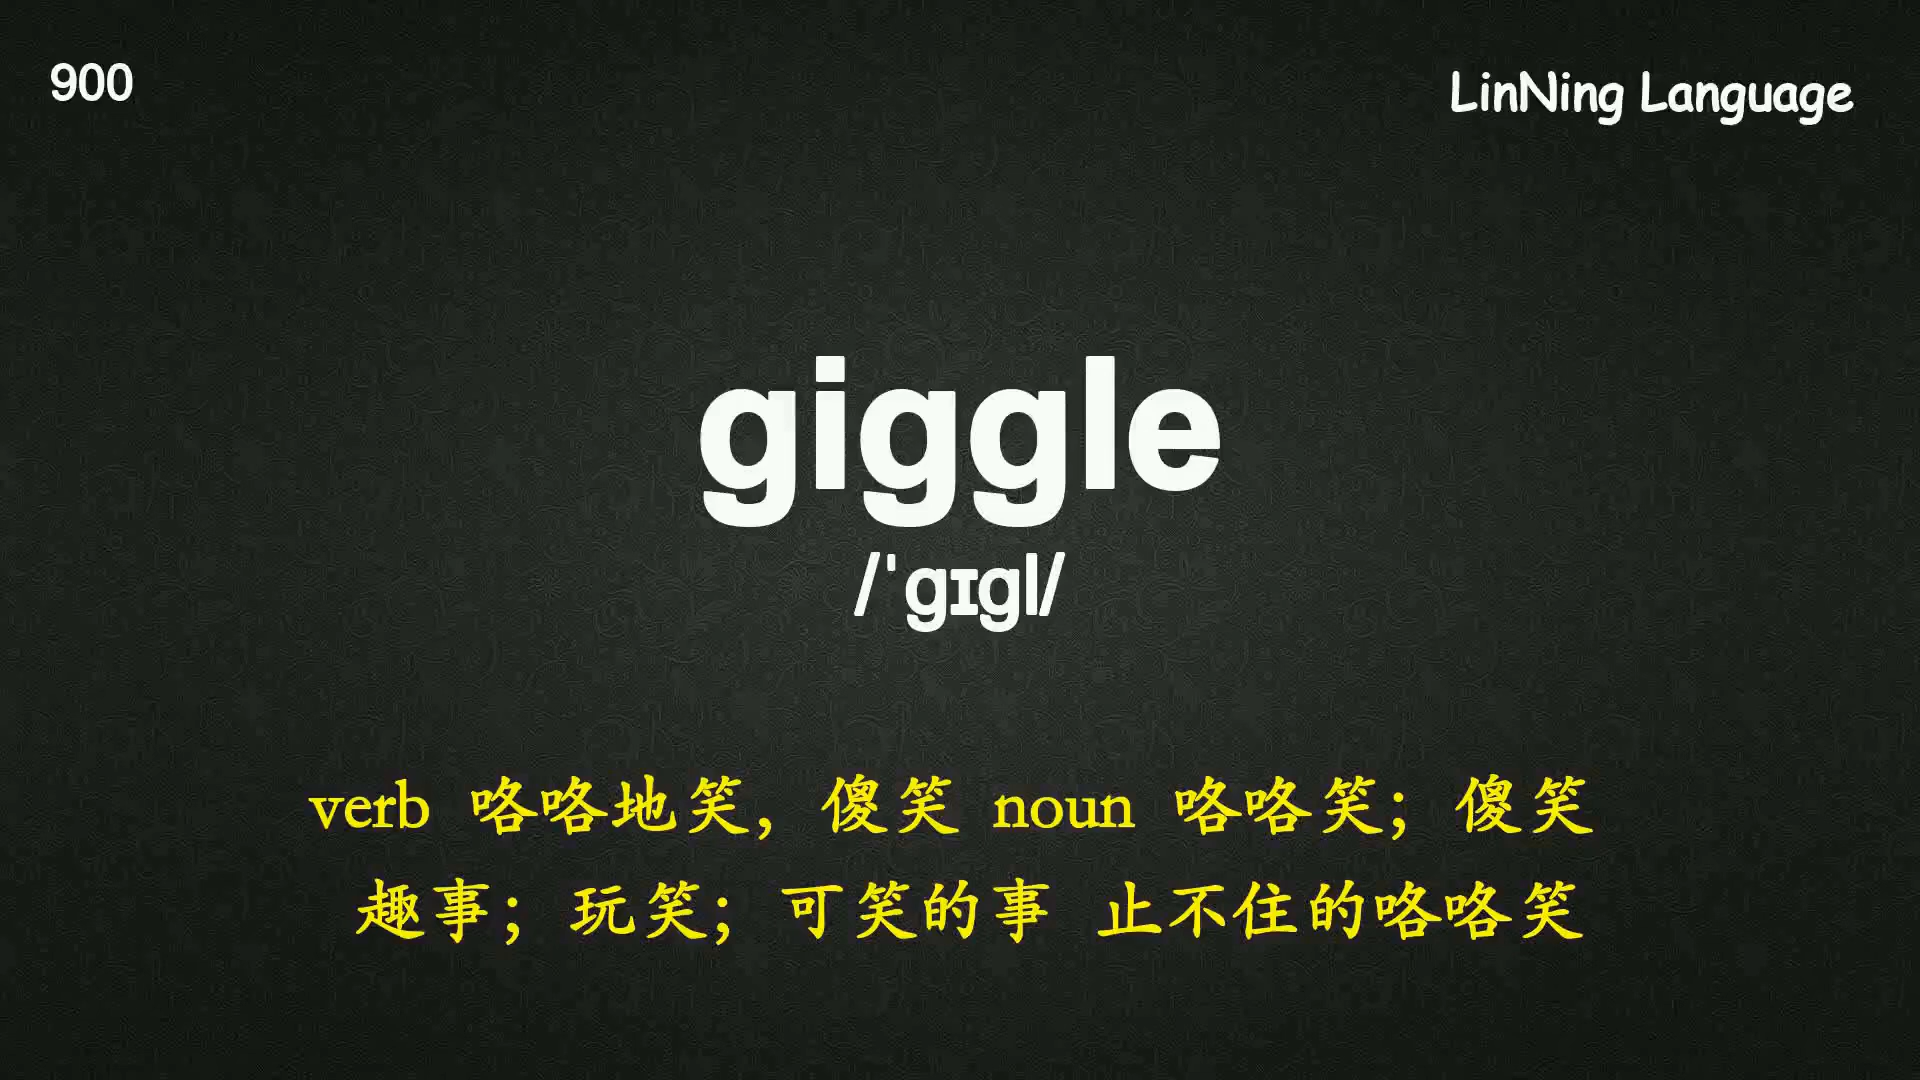 900
LinNing Language
giggle
/ˈɡɪɡl/
verb 咯咯地笑，傻笑 noun 咯咯笑；傻笑
趣事；玩笑；可笑的事 止不住的咯咯笑